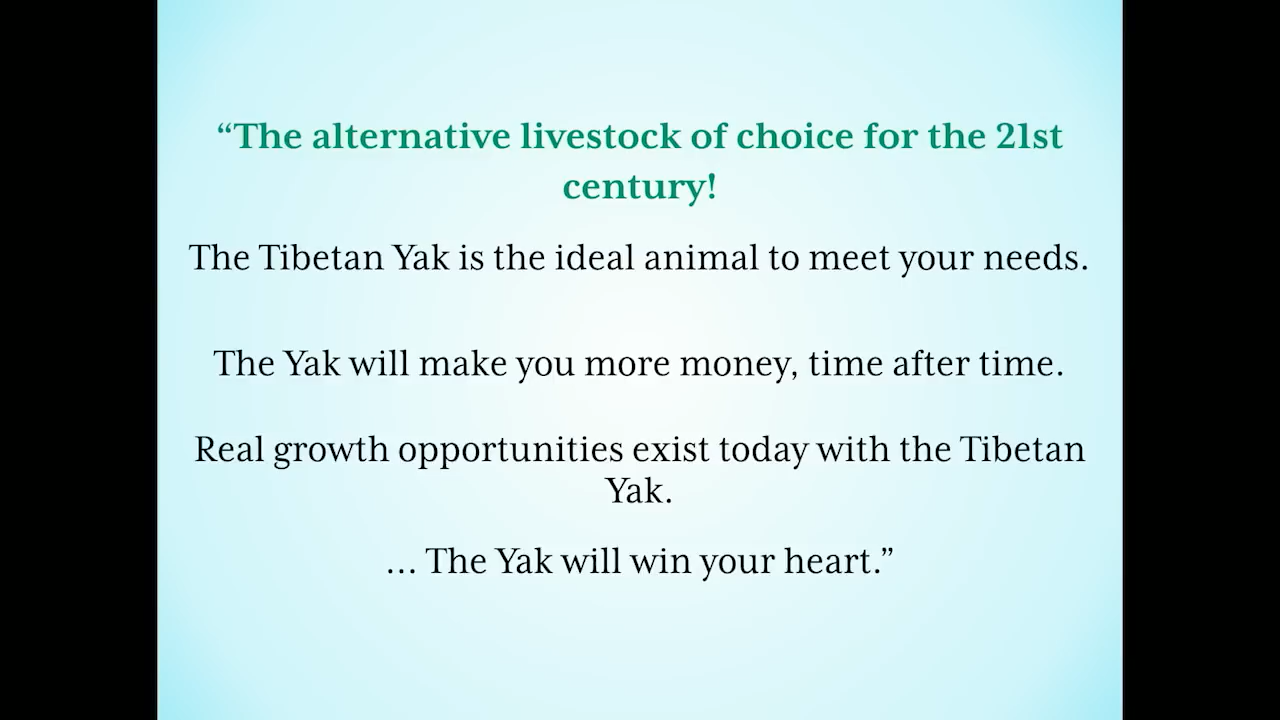 “The alternative livestock of choice for the 21st
century!
The Tibetan Yak is the ideal animal to meet your needs.
The Yak will make you more money, time after time.
Real growth opportunities exist today with the Tibetan
Yak.
… The Yak will win your heart.”